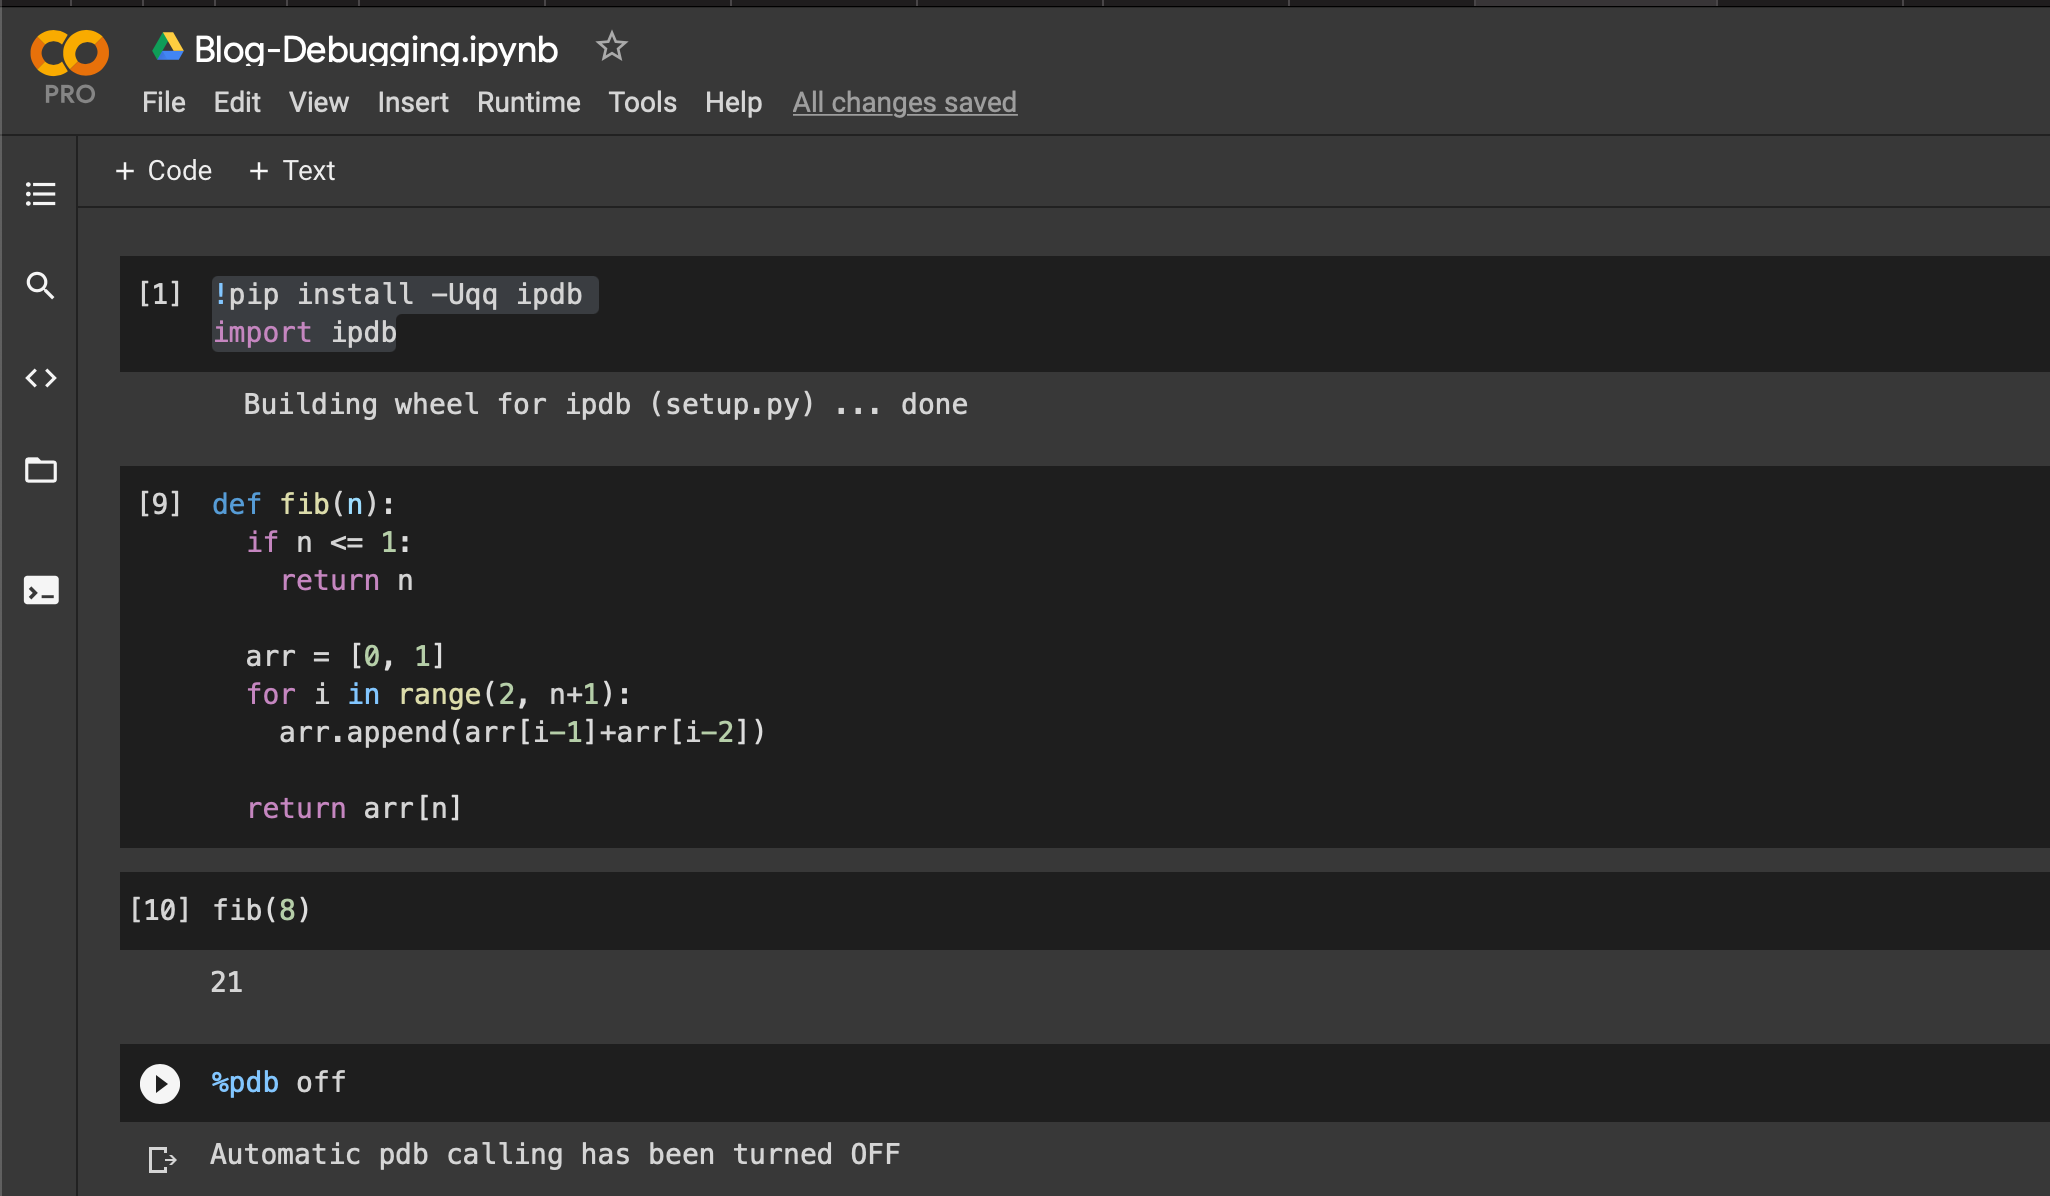 Blog-Debugging.ipynb
PRO
File Edit View Insert Runtime Tools Help All changes saved
+ Code + Text
[1] !pip install -Uqq ipdb
import ipdb
Building wheel for ipdb (setup.py) ... done
[9] def fib(n):
if n <= 1:
return n
arr = [0, 1]
for i in range(2, n+1):
arr.append(arr[i-1]+arr[i-2])
return arr[n]
[10] fib(8)
21
%pdb off
Automatic pdb calling has been turned OFF